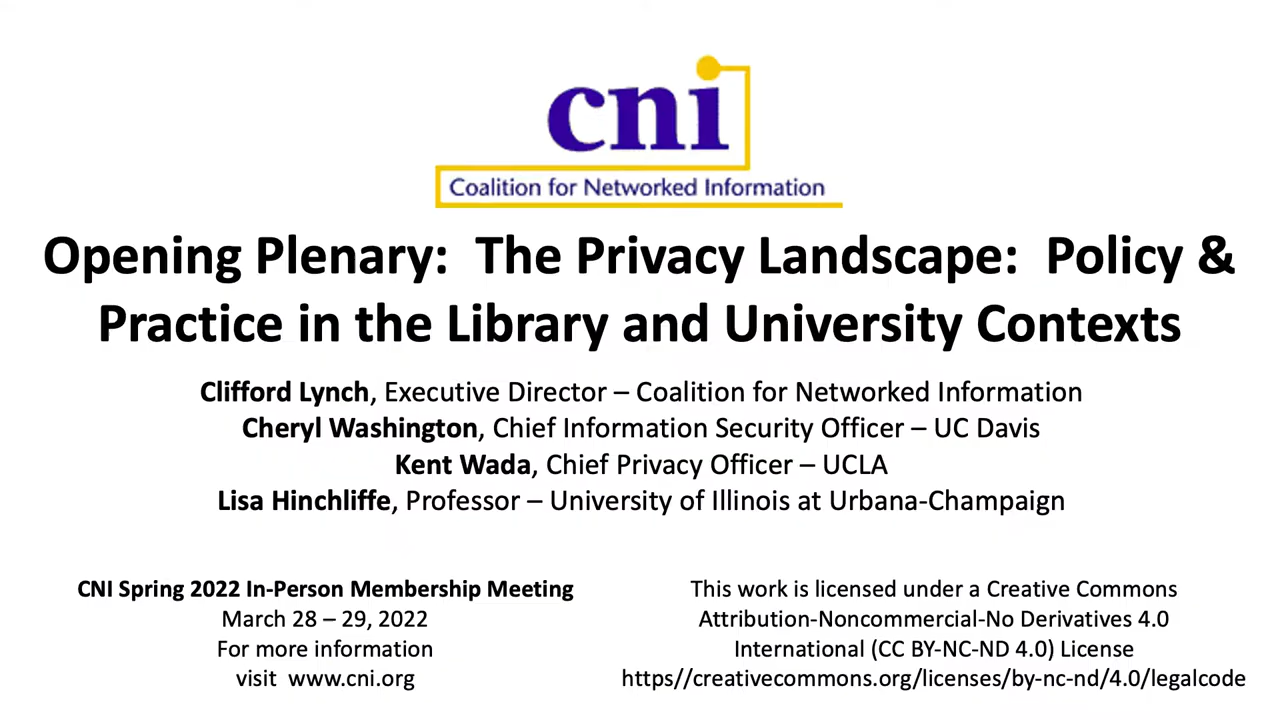 cni
Coalition for Networked Information
Opening Plenary: The Privacy Landscape: Policy &
Practice in the Library and University Contexts
Clifford Lynch, Executive Director – Coalition for Networked Information
Cheryl Washington, Chief Information Security Officer – UC Davis
Kent Wada, Chief Privacy Officer – UCLA
Lisa Hinchliffe, Professor – University of Illinois at Urbana-Champaign
CNI Spring 2022 In-Person Membership Meeting
March 28 – 29, 2022
For more information
visit www.cni.org
This work is licensed under a Creative Commons
Attribution-Noncommercial-No Derivatives 4.0
International (CC BY-NC-ND 4.0) License
https//creativecommons.org/licenses/by-nc-nd/4.0/legalcode